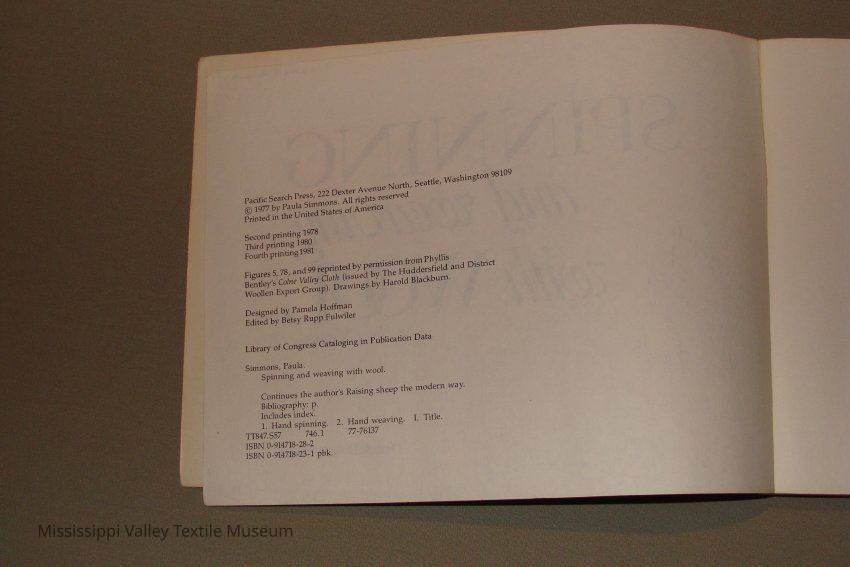 Pacific Search Press, 222 Dexter Avenue North, Seattle, Washington 98109
© 1977 by Paula Simmons. All rights reserved
Printed in the United States of America
Second printing 1978
Third printing 1980
Fourth printing 1981
Figures 5, 78, and 99 reprinted by permission from Phyllis
Bentley's Colne Valley Cloth (issued by The Huddersfield and District
Woollen Export Group). Drawings by Harold Blackburn.
Designed by Pamela Hoffman
Edited by Betsy Rupp Fulwiler
Library of Congress Cataloging in Publication Data
Simmons, Paula.
Spinning and weaving with wool.
Continues the author's Raising sheep the modern way.
Bibliography: p.
Includes index.
1. Hand spinning. 2. Hand weaving. I. Title.
TT847.S57 746.1 77-76137
ISBN 0-914718-28-2
ISBN 0-914718-23-1 pbk.
Mississippi Valley Textile Museum